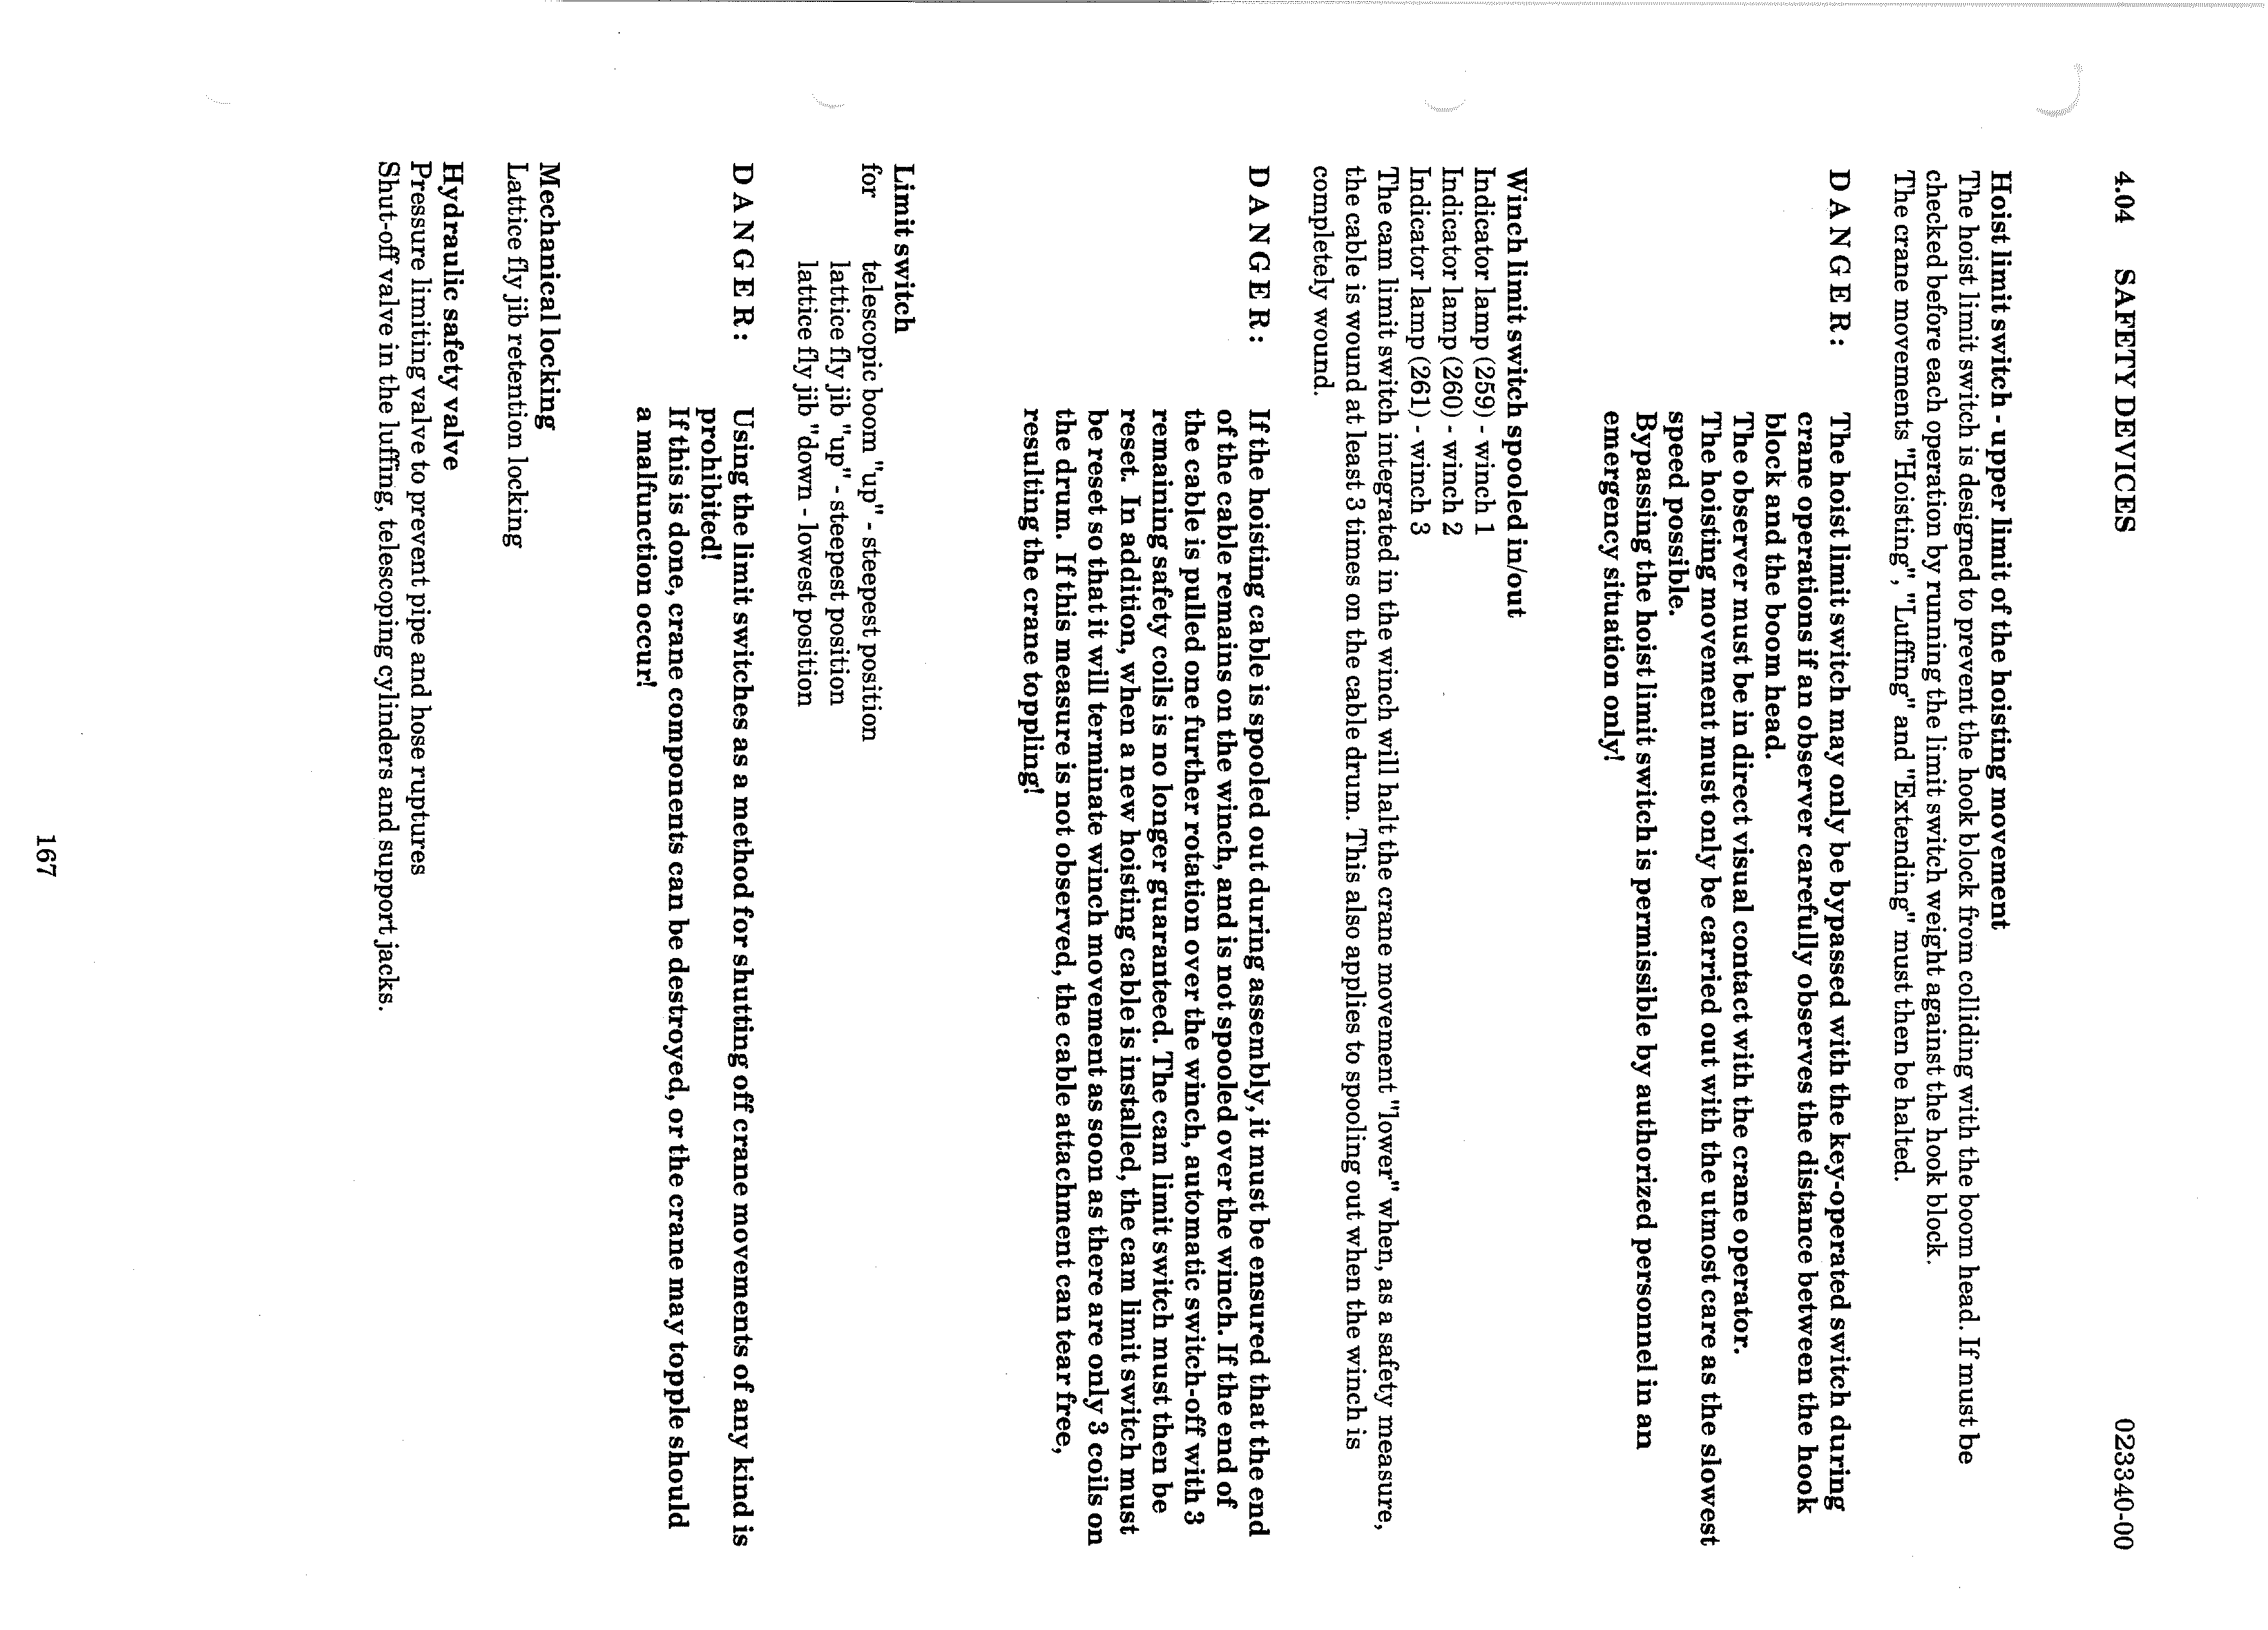 4.04 SAFETY DEVICES 023340-00
Hoist limit switch - upper limit of the hoisting movement
The hoist limit switch is designed to prevent the hook block from colliding with the boom head. If must be
checked before each operation by running the limit switch weight against the hook block.
The crane movements "Hoisting", "Luffing" and "Extending" must then be halted.
D A N G E R : The hoist limit switch may only be bypassed with the key-operated switch during
crane operations if an observer carefully observes the distance between the hook
block and the boom head.
The observer must be in direct visual contact with the crane operator.
The hoisting movement must only be carried out with the utmost care as the slowest
speed possible.
Bypassing the hoist limit switch is permissible by authorized personnel in an
emergency situation only!
Winch limit switch spooled in/out
Indicator lamp (259) - winch 1
Indicator lamp (260) - winch 2
Indicator lamp (261) - winch 3
The cam limit switch integrated in the winch will halt the crane movement "lower" when, as a safety measure,
the cable is wound at least 3 times on the cable drum. This also applies to spooling out when the winch is
completely wound.
D A N G E R : If the hoisting cable is spooled out during assembly, it must be ensured that the end
of the cable remains on the winch, and is not spooled over the winch. If the end of
the cable is pulled one further rotation over the winch, automatic switch-off with 3
remaining safety coils is no longer guaranteed. The cam limit switch must then be
reset. In addition, when a new hoisting cable is installed, the cam limit switch must
be reset so that it will terminate winch movement as soon as there are only 3 coils on
the drum. If this measure is not observed, the cable attachment can tear free,
resulting the crane toppling!
Limit switch
for telescopic boom "up" - steepest position
lattice fly jib "up" - steepest position
lattice fly jib "down - lowest position
D A N G E R : Using the limit switches as a method for shutting off crane movements of any kind is
prohibited!
If this is done, crane components can be destroyed, or the crane may topple should
a malfunction occur!
Mechanical locking
Lattice fly jib retention locking
Hydraulic safety valve
Pressure limiting valve to prevent pipe and hose ruptures
Shut-off valve in the luffing, telescoping cylinders and support jacks.
167